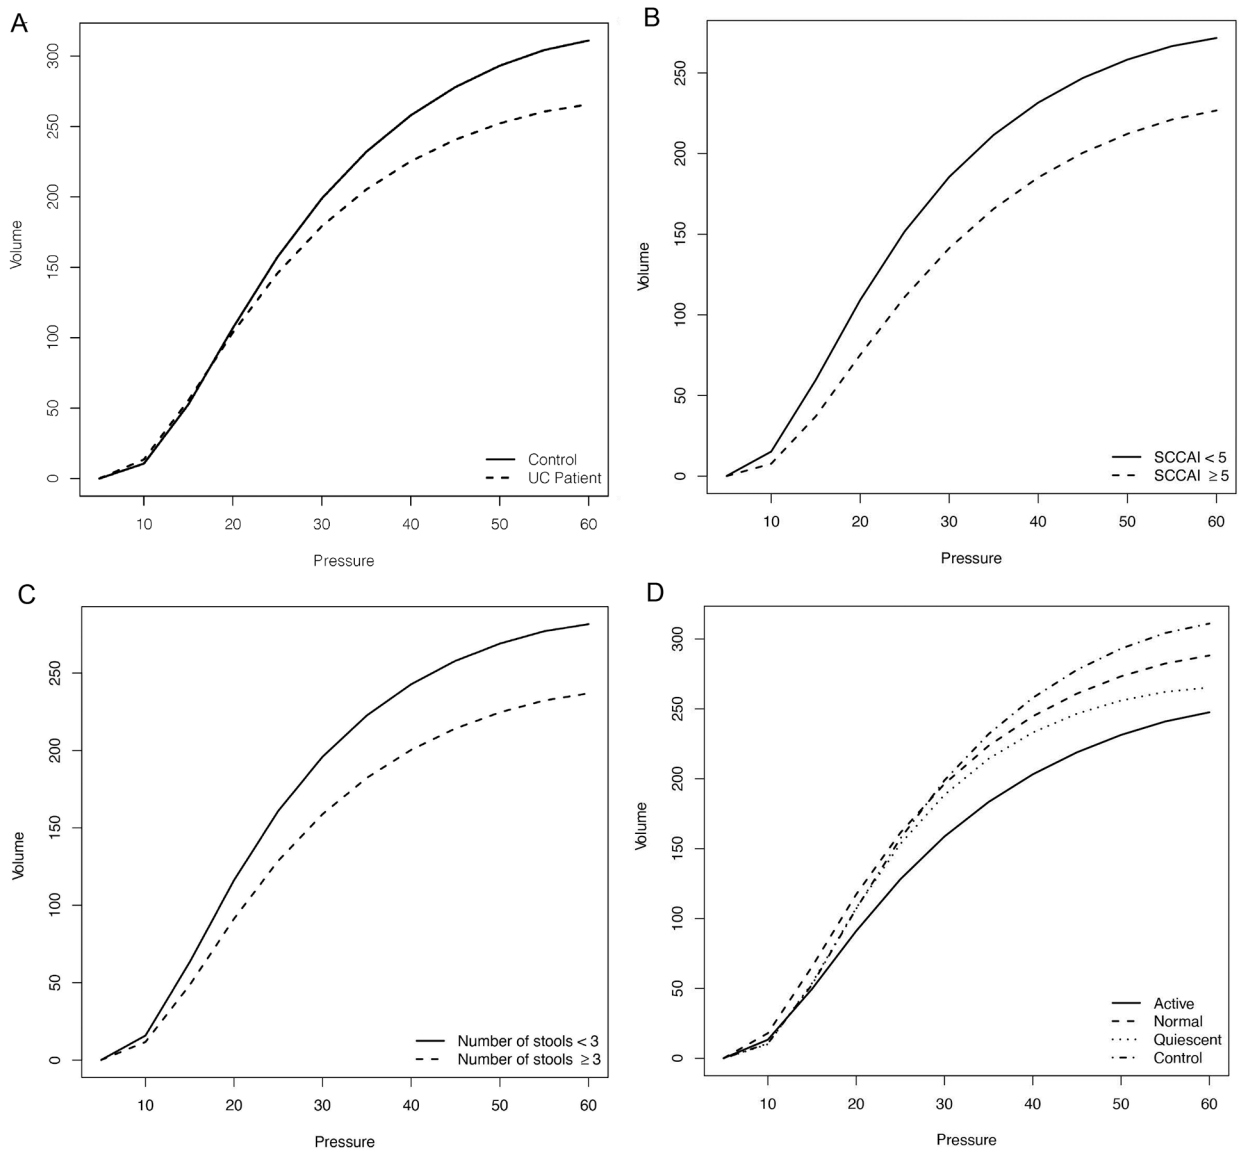 A
Volume
300
250
200
150
100
50
0
Control
UC Patient
10 20 30 40 50 60
Pressure
B
Volume
250
200
150
100
50
0
SCCAI < 5
SCCAI ≥ 5
10 20 30 40 50 60
Pressure
C
Volume
250
200
150
100
50
0
Number of stools < 3
Number of stools ≥ 3
10 20 30 40 50 60
Pressure
D
Volume
300
250
200
150
100
50
0
Active
Normal
Quiescent
Control
10 20 30 40 50 60
Pressure